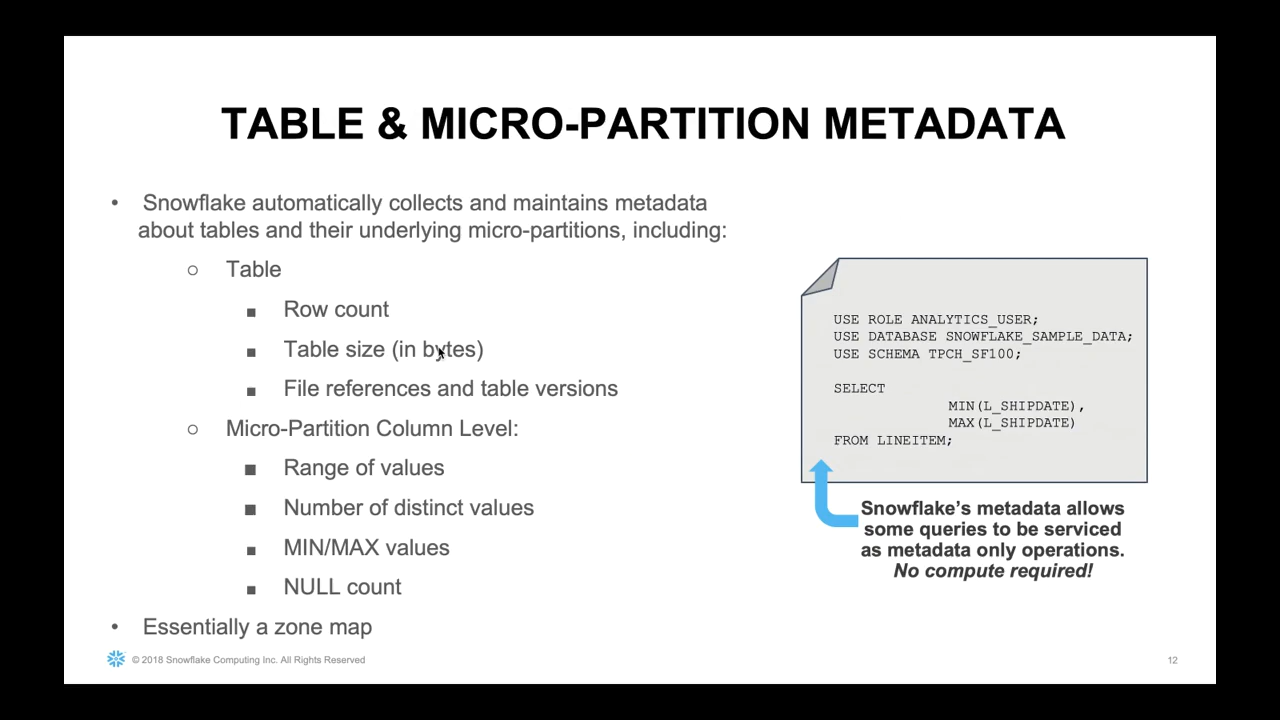 TABLE & MICRO-PARTITION METADATA
• Snowflake automatically collects and maintains metadata
about tables and their underlying micro-partitions, including:
○ Table
■ Row count
■ Table size (in bytes)
■ File references and table versions
○ Micro-Partition Column Level:
■ Range of values
■ Number of distinct values
■ MIN/MAX values
■ NULL count
• Essentially a zone map
USE ROLE ANALYTICS_USER;
USE DATABASE SNOWFLAKE_SAMPLE_DATA;
USE SCHEMA TPCH_SF100;
SELECT
MIN(L_SHIPDATE),
MAX(L_SHIPDATE)
FROM LINEITEM;
Snowflake’s metadata allows
some queries to be serviced
as metadata only operations.
No compute required!
© 2018 Snowflake Computing Inc. All Rights Reserved
12